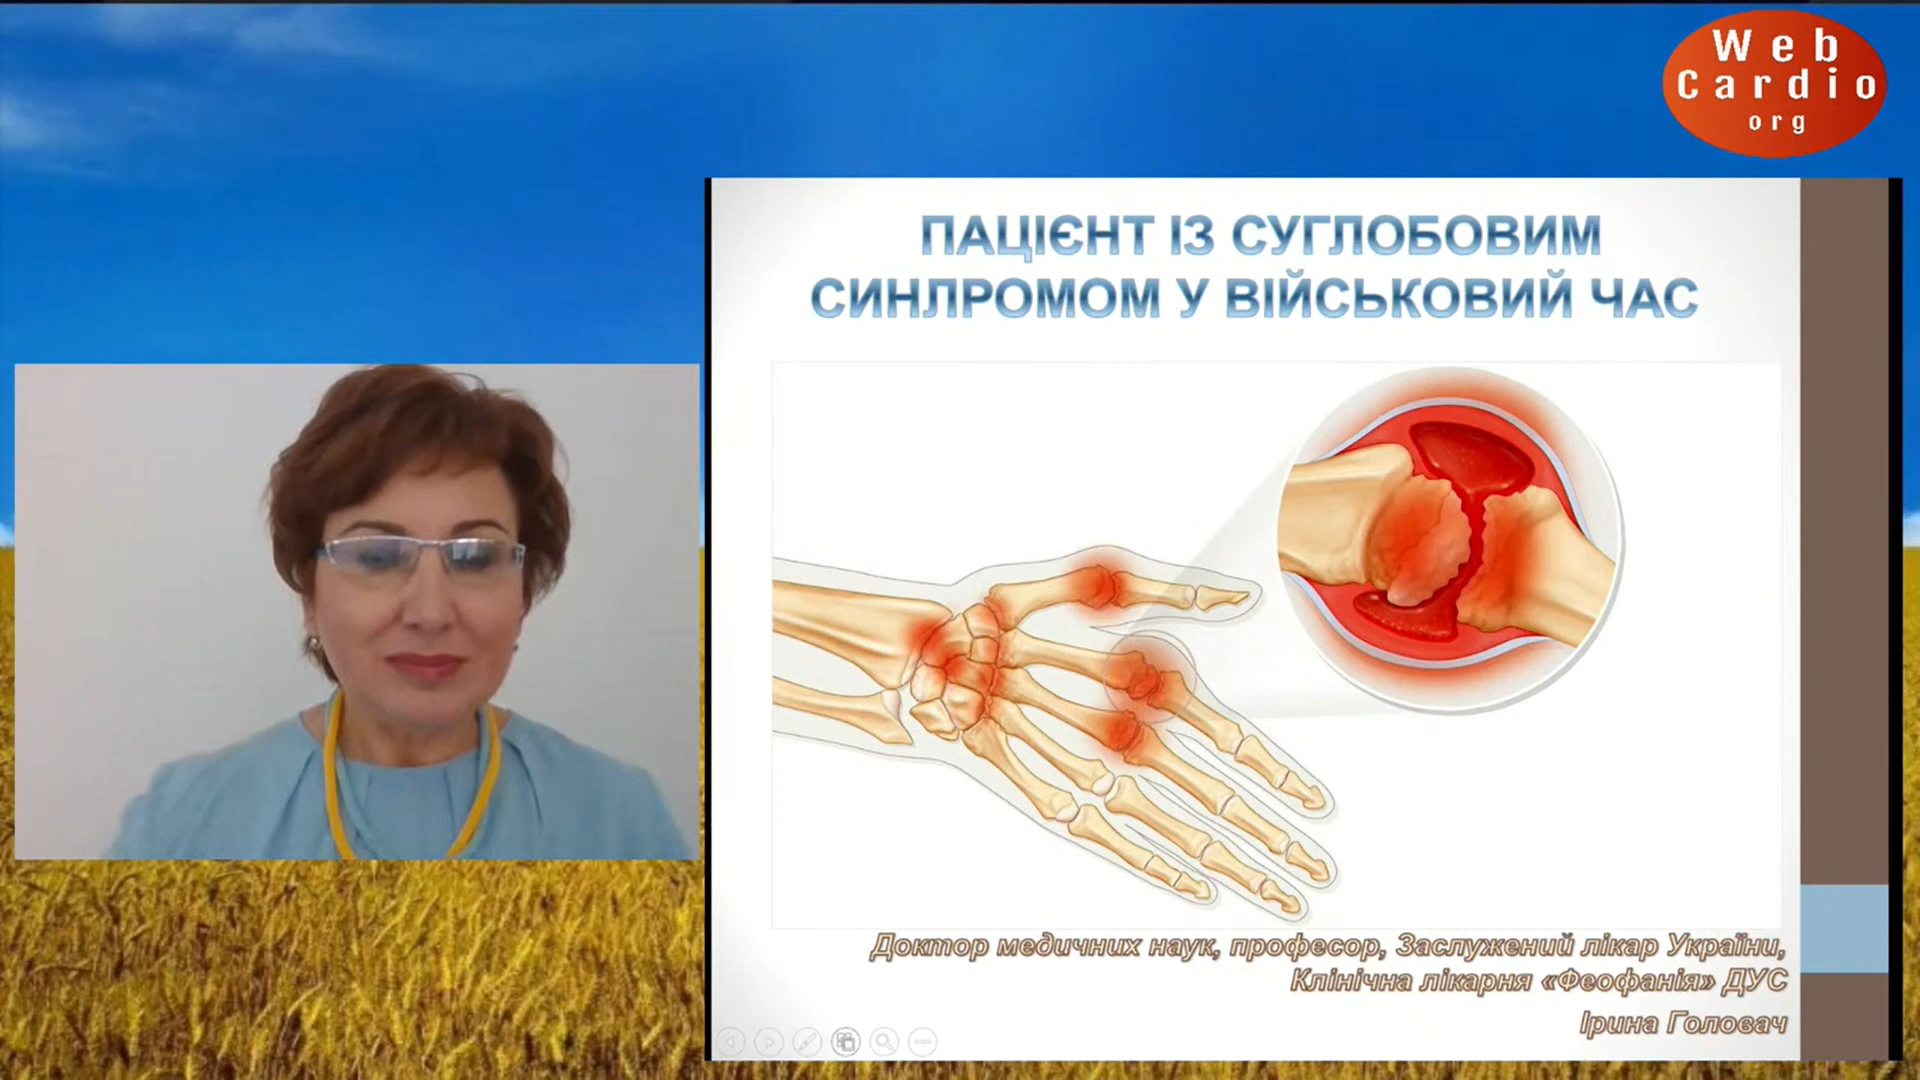 Web
Cardio
org
ПАЦІЄНТ ІЗ СУГЛОБОВИМ
СИНЛРОМОМ У ВІЙСЬКОВИЙ ЧАС
Доктор медичних наук, професор, Заслужений лікар України,
Клінічна лікарня «Феофанія» ДУС
Ірина Головач